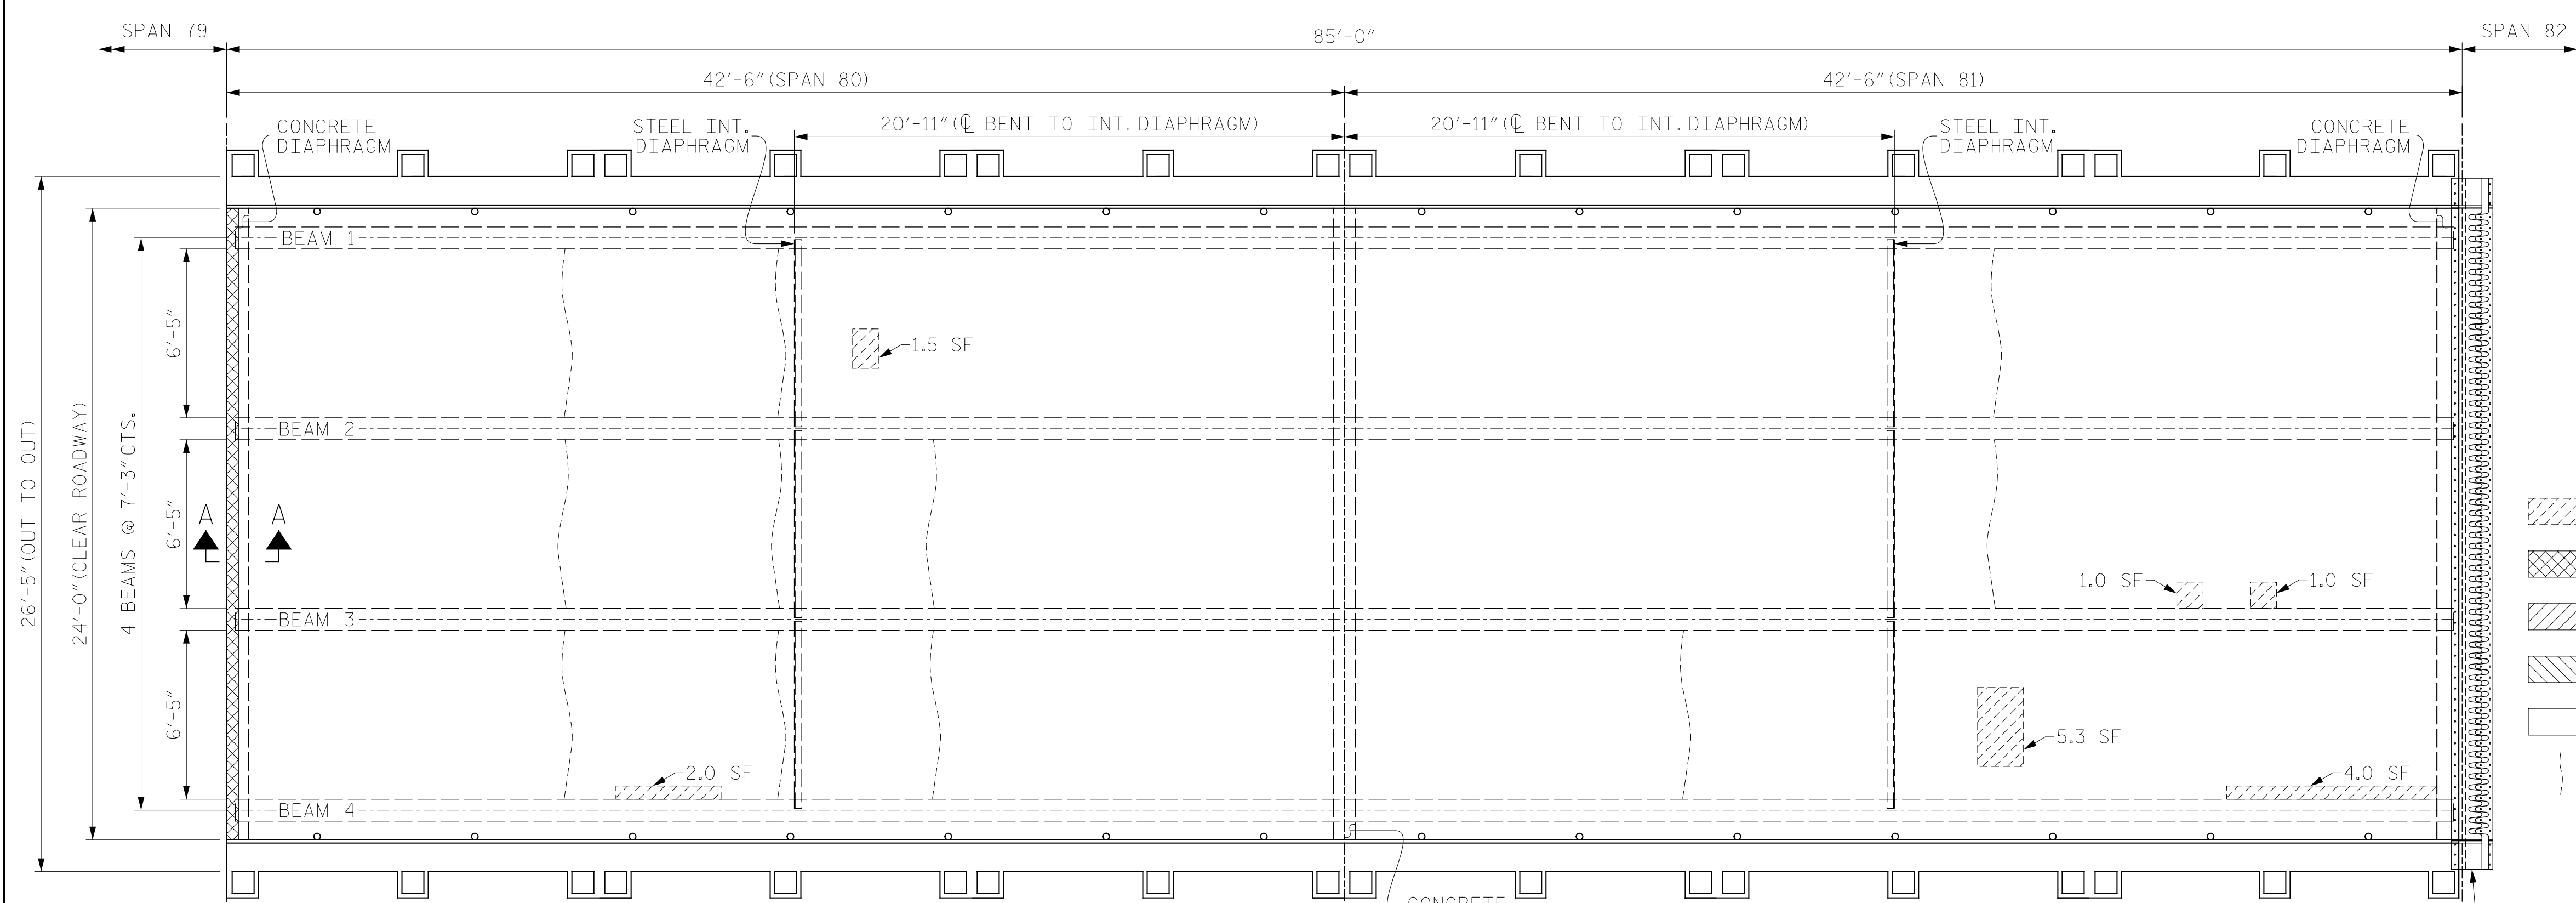 SPAN 79
85'-0"
SPAN 82
42'-6" (SPAN 80)
42'-6" (SPAN 81)
CONCRETE
DIAPHRAGM
STEEL INT.
DIAPHRAGM
20'-11" (℄ BENT TO INT. DIAPHRAGM)
20'-11" (℄ BENT TO INT. DIAPHRAGM)
STEEL INT.
DIAPHRAGM
CONCRETE
DIAPHRAGM
26'-5" (OUT TO OUT)
24'-0" (CLEAR ROADWAY)
4 BEAMS @ 7'-3" CTS.
6'-5"
6'-5"
6'-5"
BEAM 1
1.5 SF
BEAM 2
A
A
1.0 SF
1.0 SF
BEAM 3
5.3 SF
2.0 SF
4.0 SF
BEAM 4
CONCRETE